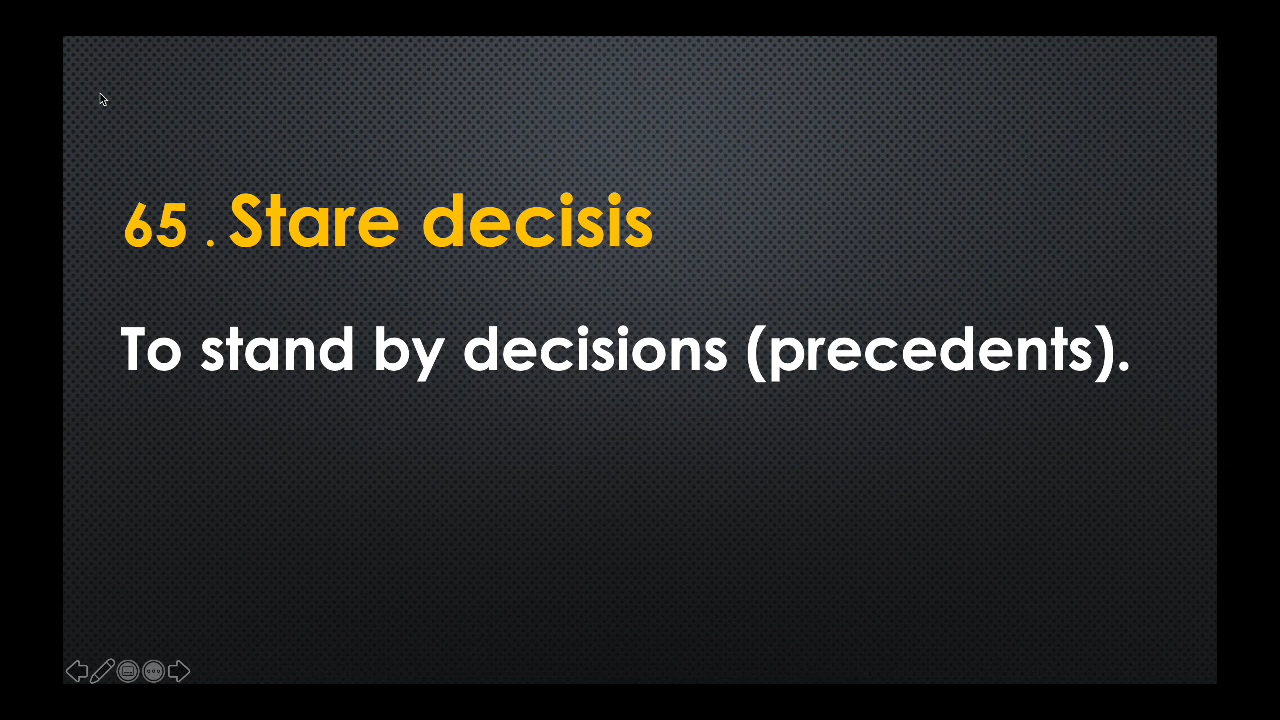 65 . Stare decisis
To stand by decisions (precedents).